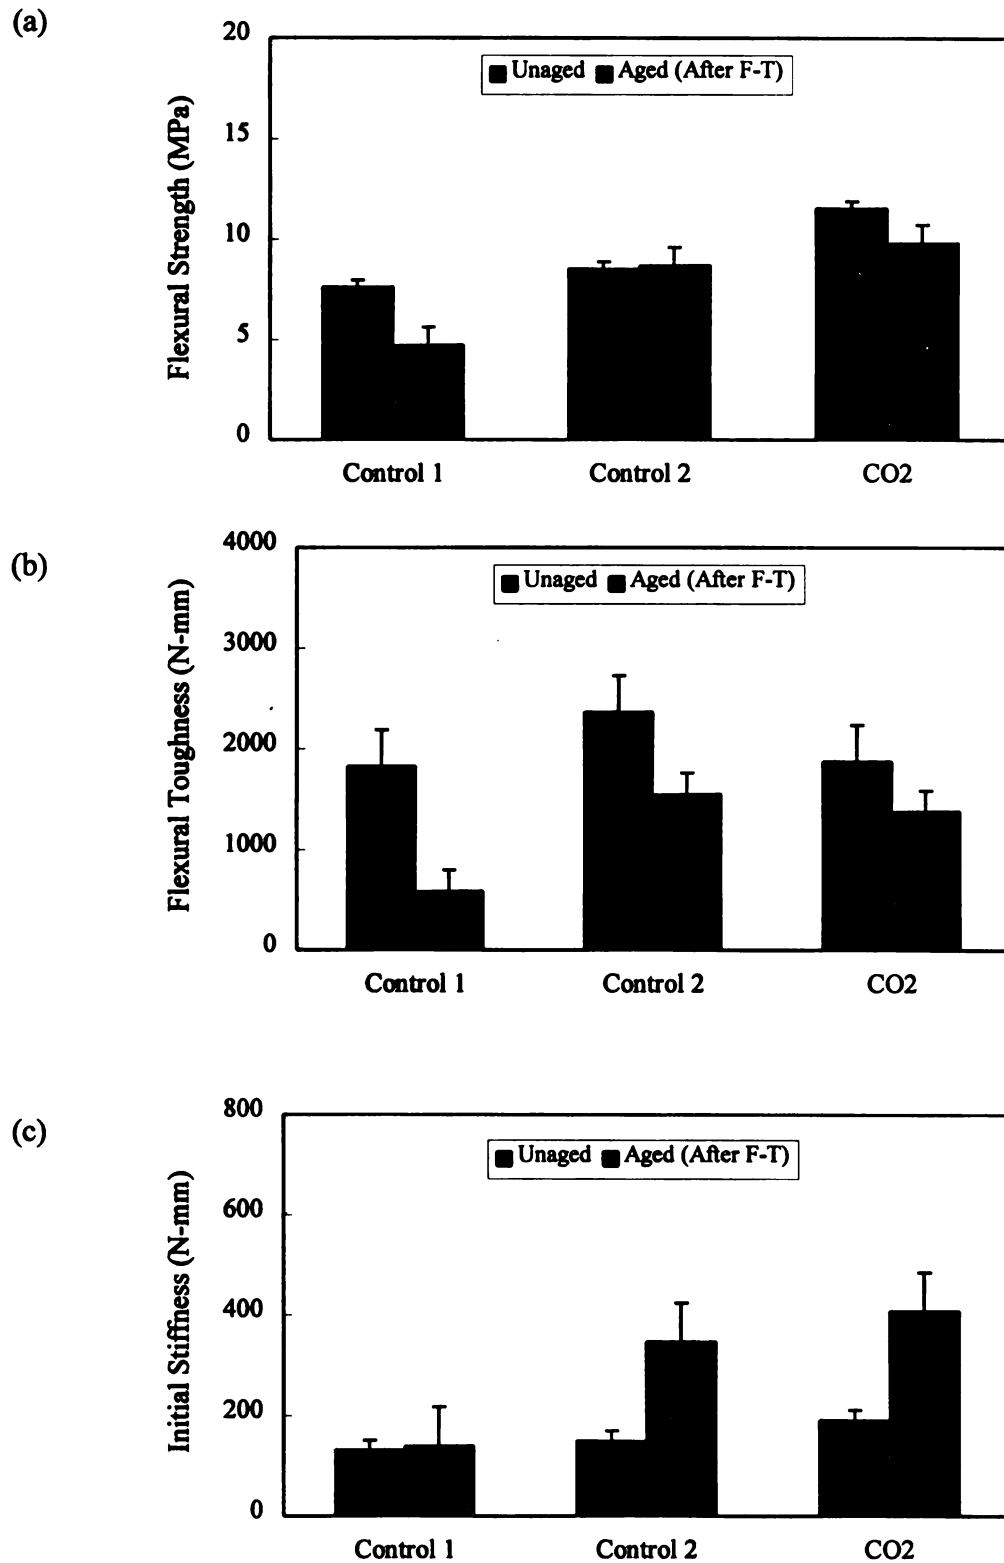 (a)
20
15
10
5
0
Flexural Strength (MPa)
Unaged Aged (After F-T)
Control 1 Control 2 CO2
(b)
4000
3000
2000
1000
0
Flexural Toughness (N-mm)
Unaged Aged (After F-T)
Control 1 Control 2 CO2
(c)
800
600
400
200
0
Initial Stiffness (N-mm)
Unaged Aged (After F-T)
Control 1 Control 2 CO2